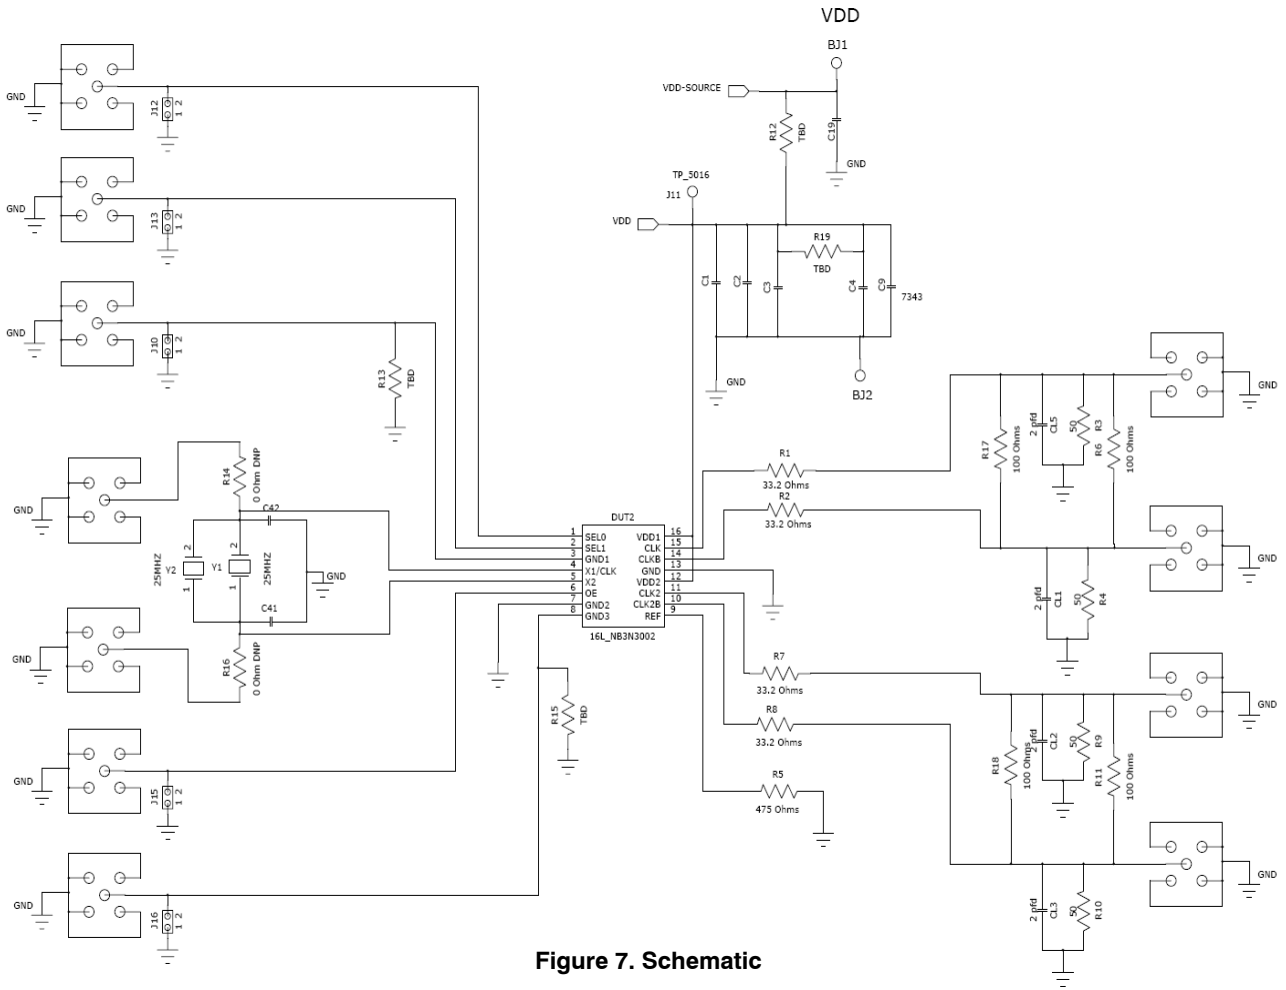 VDD
BJ1
VDD-SOURCE
R12
TBD
C19
GND
TP_5016
J11
VDD
R19
TBD
C1
C2
C3
C4
C9
7343
GND
BJ2
GND
J12
1 2
GND
J13
1 2
GND
J10
1 2
R13
TBD
GND
R14
0 Ohm DNP
C42
25MHZ
Y2
2
1
Y1
2
1
25MHZ
GND
C41
GND
R16
0 Ohm DNP
GND
J15
1 2
GND
J16
1 2
DUT2
1 SEL0 VDD1 16
2 SEL1 CLK 15
3 GND1 CLKB 14
4 X1/CLK GND 13
5 X2 VDD2 12
6 OE CLK2 11
7 GND2 CLK2B 10
8 GND3 REF 9
16L_NB3N3002
R15
TBD
R1
33.2 Ohms
R2
33.2 Ohms
R7
33.2 Ohms
R8
33.2 Ohms
R5
475 Ohms
R17
100 Ohms
2 pfd
CL5
50
R3
R6
100 Ohms
GND
2 pfd
CL1
50
R4
GND
R18
100 Ohms
2 pfd
CL2
50
R9
R11
100 Ohms
GND
2 pfd
CL3
50
R10
GND
Figure 7. Schematic